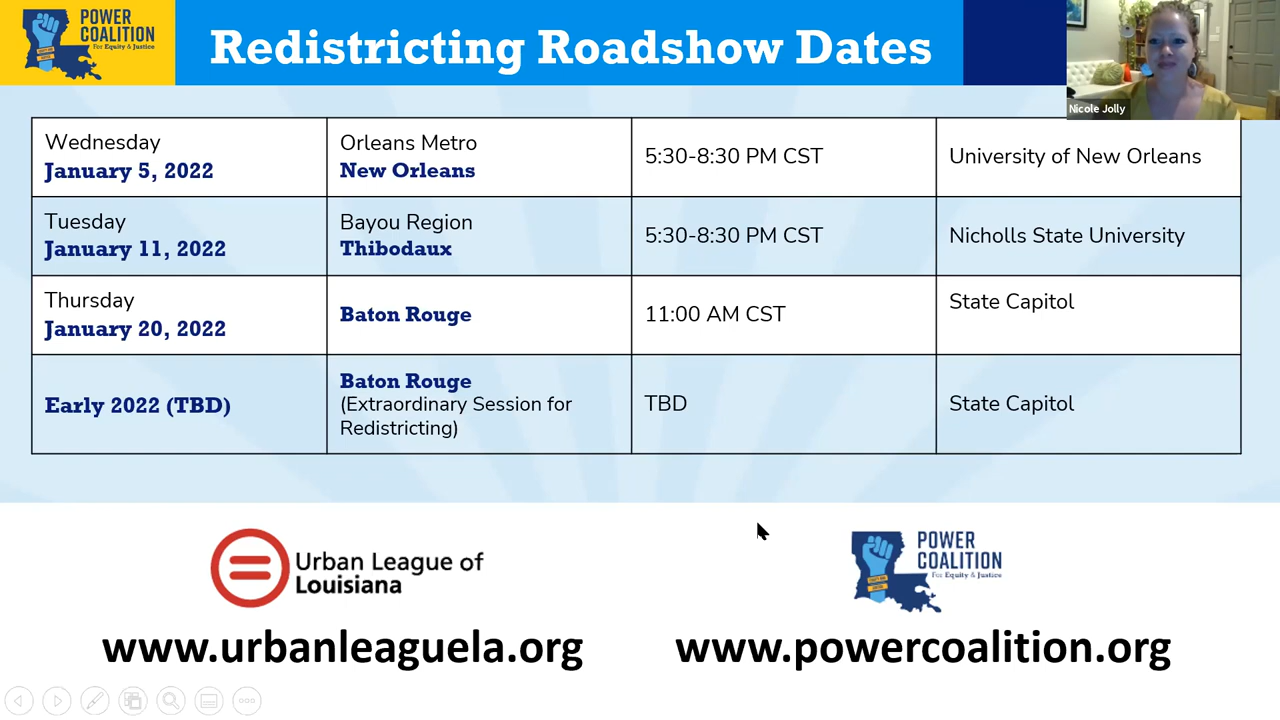 POWER
COALITION
For Equity & Justice
Redistricting Roadshow Dates
Nicole Jolly
Wednesday
January 5, 2022
Orleans Metro
New Orleans
5:30-8:30 PM CST
University of New Orleans
Tuesday
January 11, 2022
Bayou Region
Thibodaux
5:30-8:30 PM CST
Nicholls State University
Thursday
January 20, 2022
Baton Rouge
11:00 AM CST
State Capitol
Early 2022 (TBD)
Baton Rouge
(Extraordinary Session for
Redistricting)
TBD
State Capitol
Urban League of
Louisiana
www.urbanleaguela.org
POWER
COALITION
For Equity & Justice
www.powercoalition.org